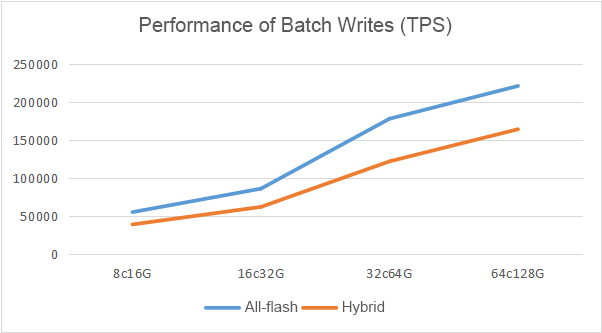 Performance of Batch Writes (TPS)
250000
200000
150000
100000
50000
0
8c16G 16c32G 32c64G 64c128G
All-flash Hybrid